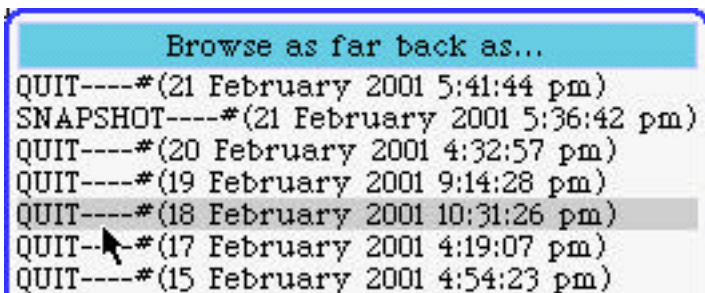 Browse as far back as...
QUIT----#(21 February 2001 5:41:44 pm)
SNAPSHOT----#(21 February 2001 5:36:42 pm)
QUIT----#(20 February 2001 4:32:57 pm)
QUIT----#(19 February 2001 9:14:28 pm)
QUIT----#(18 February 2001 10:31:26 pm)
QUIT----#(17 February 2001 4:19:07 pm)
QUIT----#(15 February 2001 4:54:23 pm)